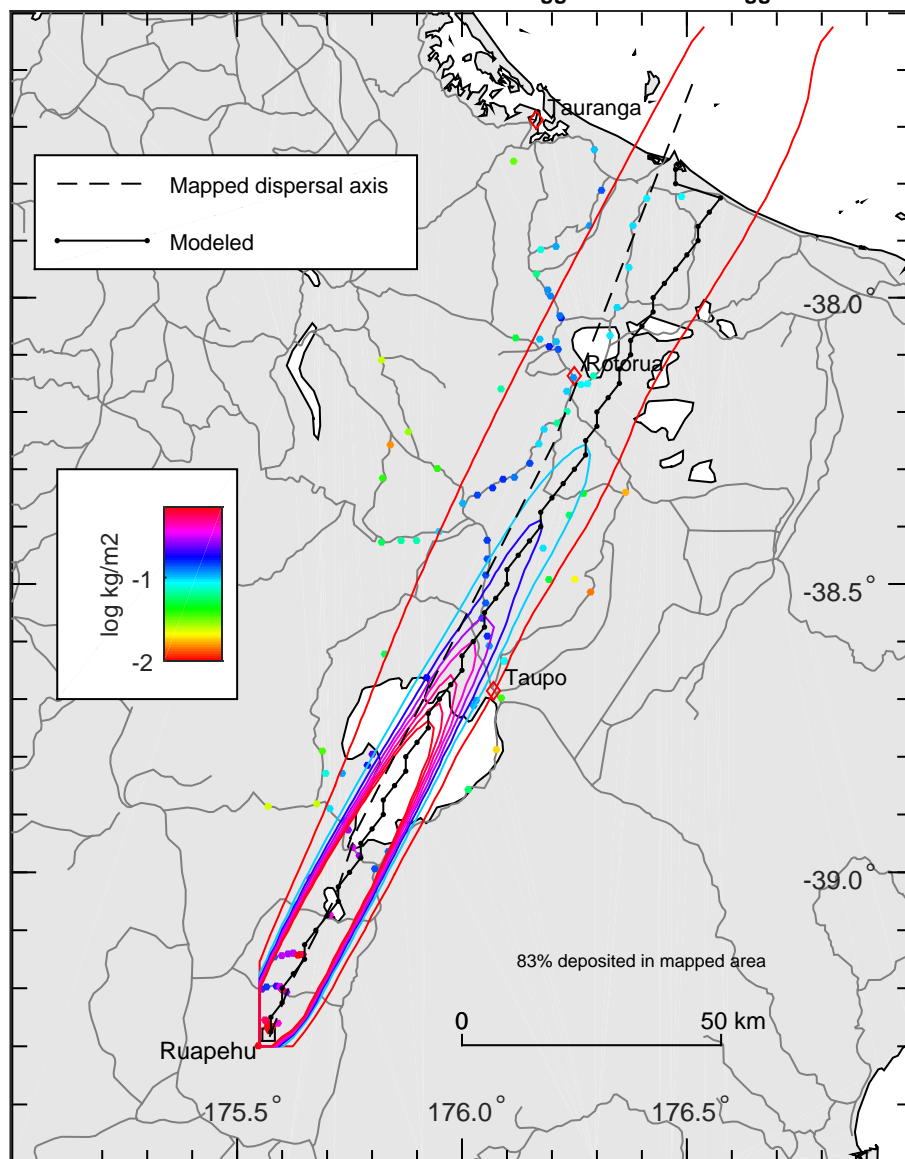 Tauranga
Mapped dispersal axis
Modeled
-38.0°
Rotorua
log kg/m2
-1
-2
-38.5°
Taupo
-39.0°
83% deposited in mapped area
0
50 km
Ruapehu
175.5°
176.0°
176.5°